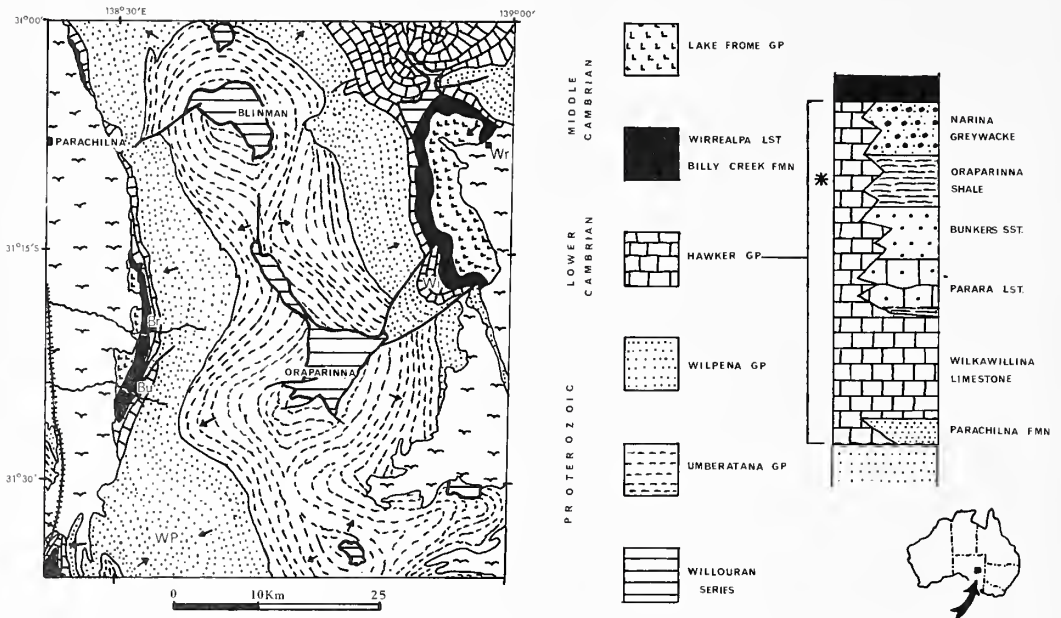 138°30'E
139°00'
31°00'
BLINMAN
PARACHILNA
Wr
31°15'S
Wi
B
Bu
ORAPARINNA
31°30'
WP
0 10Km 25
MIDDLE
CAMBRIAN
LOWER
CAMBRIAN
PROTEROZOIC
LAKE FROME GP
WIRREALPA LST
BILLY CREEK FMN
HAWKER GP
WILPENA GP
UMBERATANA GP
WILLOURAN
SERIES
*
NARINA
GREYWACKE
ORAPARINNA
SHALE
BUNKERS SST.
PARARA LST.
WILKAWILLINA
LIMESTONE
PARACHILNA FMN